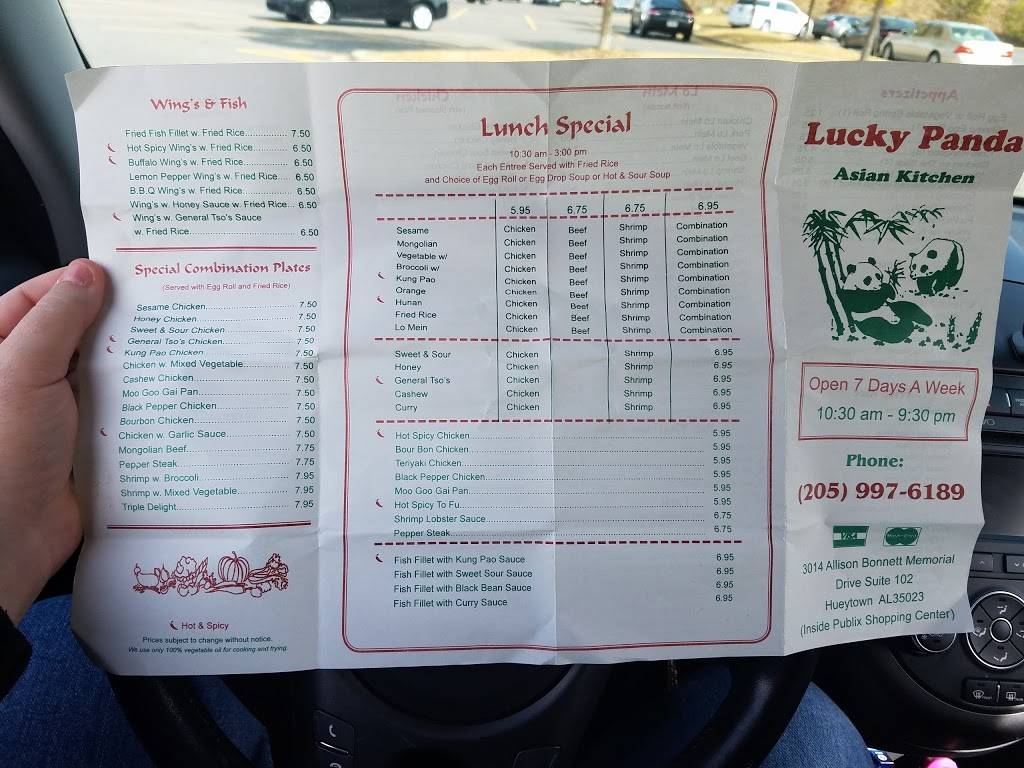 Wing's & Fish
Fried Fish Fillet w. Fried Rice................ 7.50
Hot Spicy Wing's w. Fried Rice............ 6.50
Buffalo Wing's w. Fried Rice............... 6.50
Lemon Pepper Wing's w. Fried Rice..... 6.50
B.B.Q Wing's w. Fried Rice................. 6.50
Wing's w. Honey Sauce w. Fried Rice... 6.50
Wing's w. General Tso's Sauce
w. Fried Rice.................................... 6.50
Special Combination Plates
(Served with Egg Roll and Fried Rice)
Sesame Chicken............................ 7.50
Honey Chicken.............................. 7.50
Sweet & Sour Chicken..................... 7.50
General Tso's Chicken..................... 7.50
Kung Pao Chicken.......................... 7.50
Chicken w. Mixed Vegetable.............. 7.50
Cashew Chicken............................ 7.50
Moo Goo Gai Pan........................... 7.50
Black Pepper Chicken...................... 7.50
Bourbon Chicken........................... 7.50
Chicken w. Garlic Sauce................... 7.50
Mongolian Beef............................. 7.75
Pepper Steak................................ 7.75
Shrimp w. Broccoli......................... 7.95
Shrimp w. Mixed Vegetable............... 7.95
Triple Delight................................ 7.95
Hot & Spicy
Prices subject to change without notice.
We use only 100% vegetable oil for cooking and frying.
Lunch Special
10:30 am - 3:00 pm
Each Entree Served with Fried Rice
and Choice of Egg Roll or Egg Drop Soup or Hot & Sour Soup
5.95 6.75 6.75 6.95
Sesame Chicken Beef Shrimp Combination
Mongolian Chicken Beef Shrimp Combination
Vegetable w/ Chicken Beef Shrimp Combination
Broccoli w/ Chicken Beef Shrimp Combination
Kung Pao Chicken Beef Shrimp Combination
Orange Chicken Beef Shrimp Combination
Hunan Chicken Beef Shrimp Combination
Fried Rice Chicken Beef Shrimp Combination
Lo Mein Chicken Beef Shrimp Combination
Sweet & Sour Chicken Shrimp 6.95
Honey Chicken Shrimp 6.95
General Tso's Chicken Shrimp 6.95
Cashew Chicken Shrimp 6.95
Curry Chicken Shrimp 6.95
Hot Spicy Chicken.................................... 5.95
Bour Bon Chicken.................................... 5.95
Teriyaki Chicken...................................... 5.95
Black Pepper Chicken................................ 5.95
Moo Goo Gai Pan.................................... 5.95
Hot Spicy To Fu....................................... 5.95
Shrimp Lobster Sauce............................... 6.75
Pepper Steak.......................................... 6.75
Fish Fillet with Kung Pao Sauce 6.95
Fish Fillet with Sweet Sour Sauce 6.95
Fish Fillet with Black Bean Sauce 6.95
Fish Fillet with Curry Sauce 6.95
Lucky Panda
Asian Kitchen
Open 7 Days A Week
10:30 am - 9:30 pm
Phone:
(205) 997-6189
VISA MasterCard
3014 Allison Bonnett Memorial
Drive Suite 102
Hueytown AL35023
(Inside Publix Shopping Center)